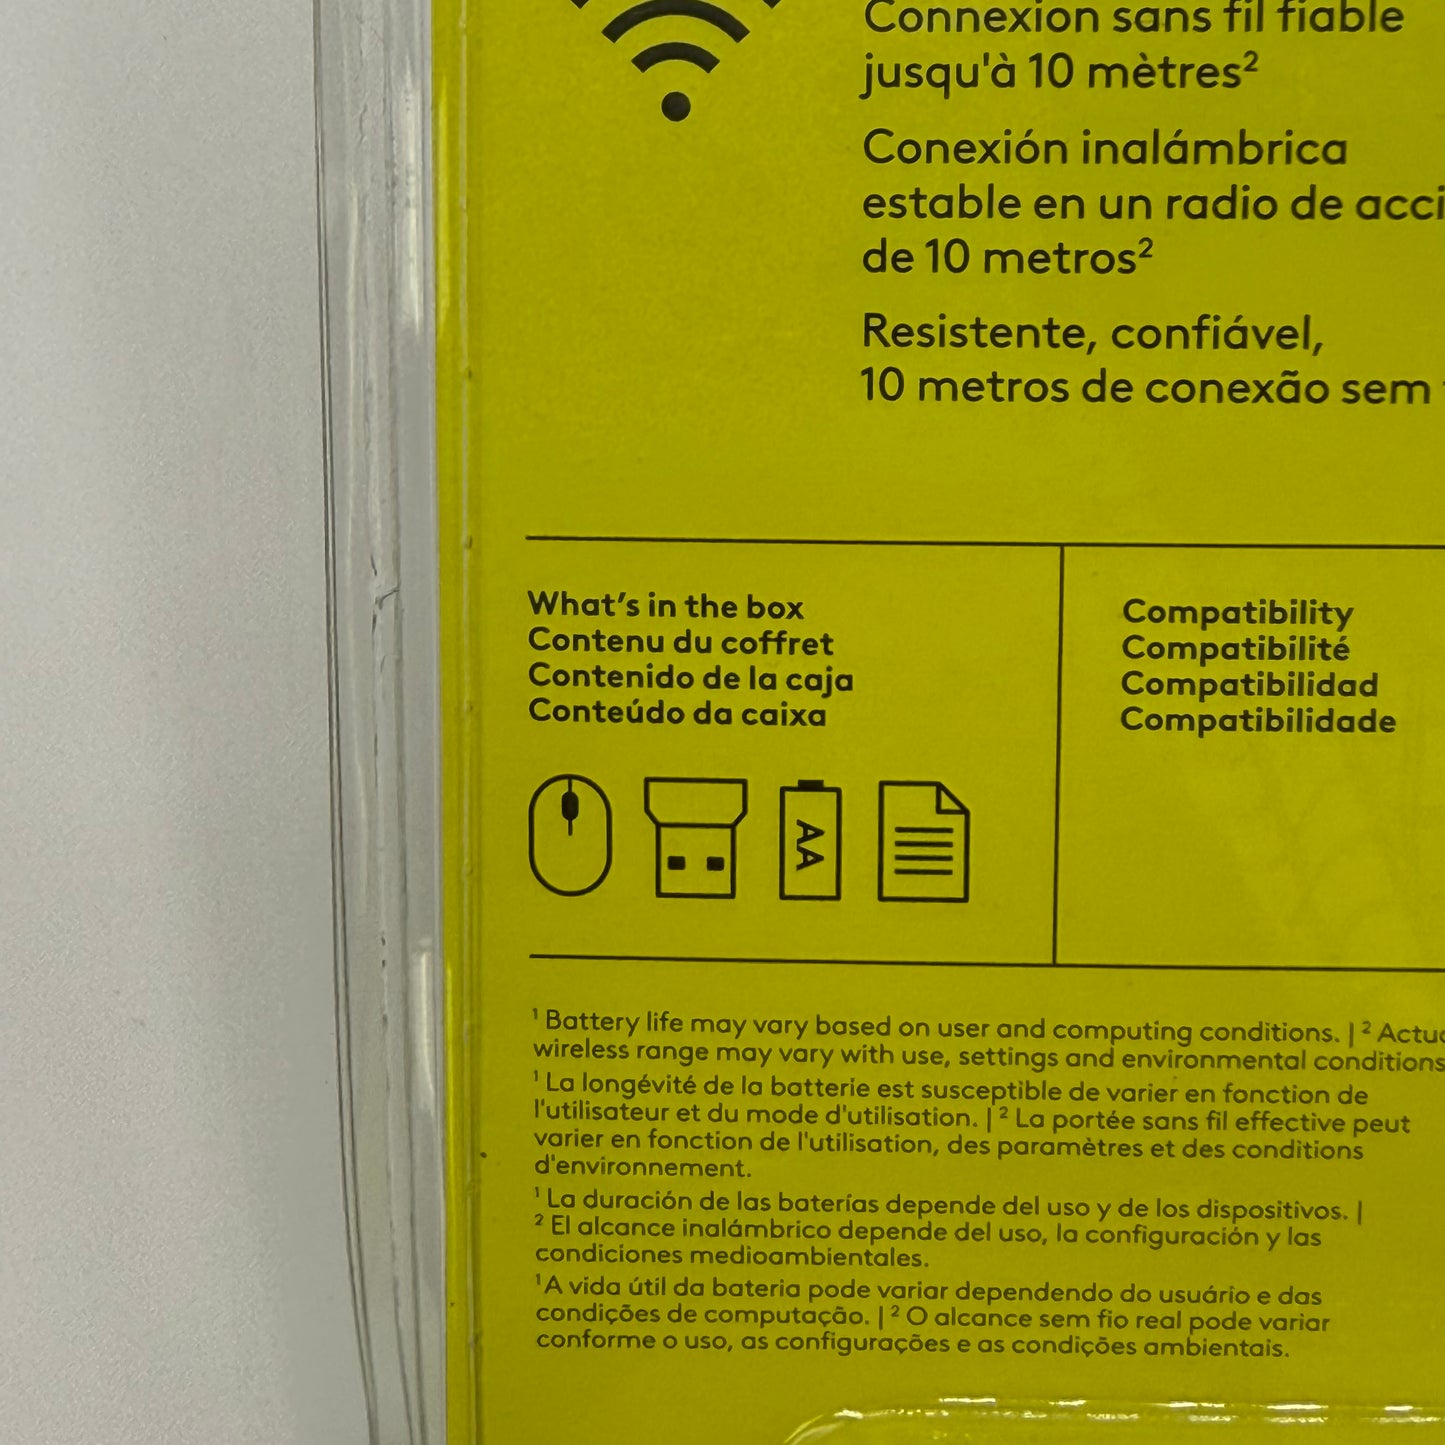 Connexion sans fil fiable
jusqu'à 10 mètres²
Conexión inalámbrica
estable en un radio de
de 10 metros²
Resistente, confiável,
10 metros de conexão sem
What's in the box
Contenu du coffret
Contenido de la caja
Conteúdo da caixa
AA
Compatibility
Compatibilité
Compatibilidad
Compatibilidade
¹ Battery life may vary based on user and computing conditions. | ²
wireless range may vary with use, settings and environmental conditions
¹ La longévité de la batterie est susceptible de varier en fonction de
l'utilisateur et du mode d'utilisation. | ² La portée sans fil effective peut
varier en fonction de l'utilisation, des paramètres et des conditions
d'environnement.
¹ La duración de las baterías depende del uso y de los dispositivos. |
² El alcance inalámbrico depende del uso, la configuración y las
condiciones medioambientales.
¹A vida útil da bateria pode variar dependendo do usuário e das
condições de computação. | ² O alcance sem fio real pode variar
conforme o uso, as configurações e as condições ambientais.